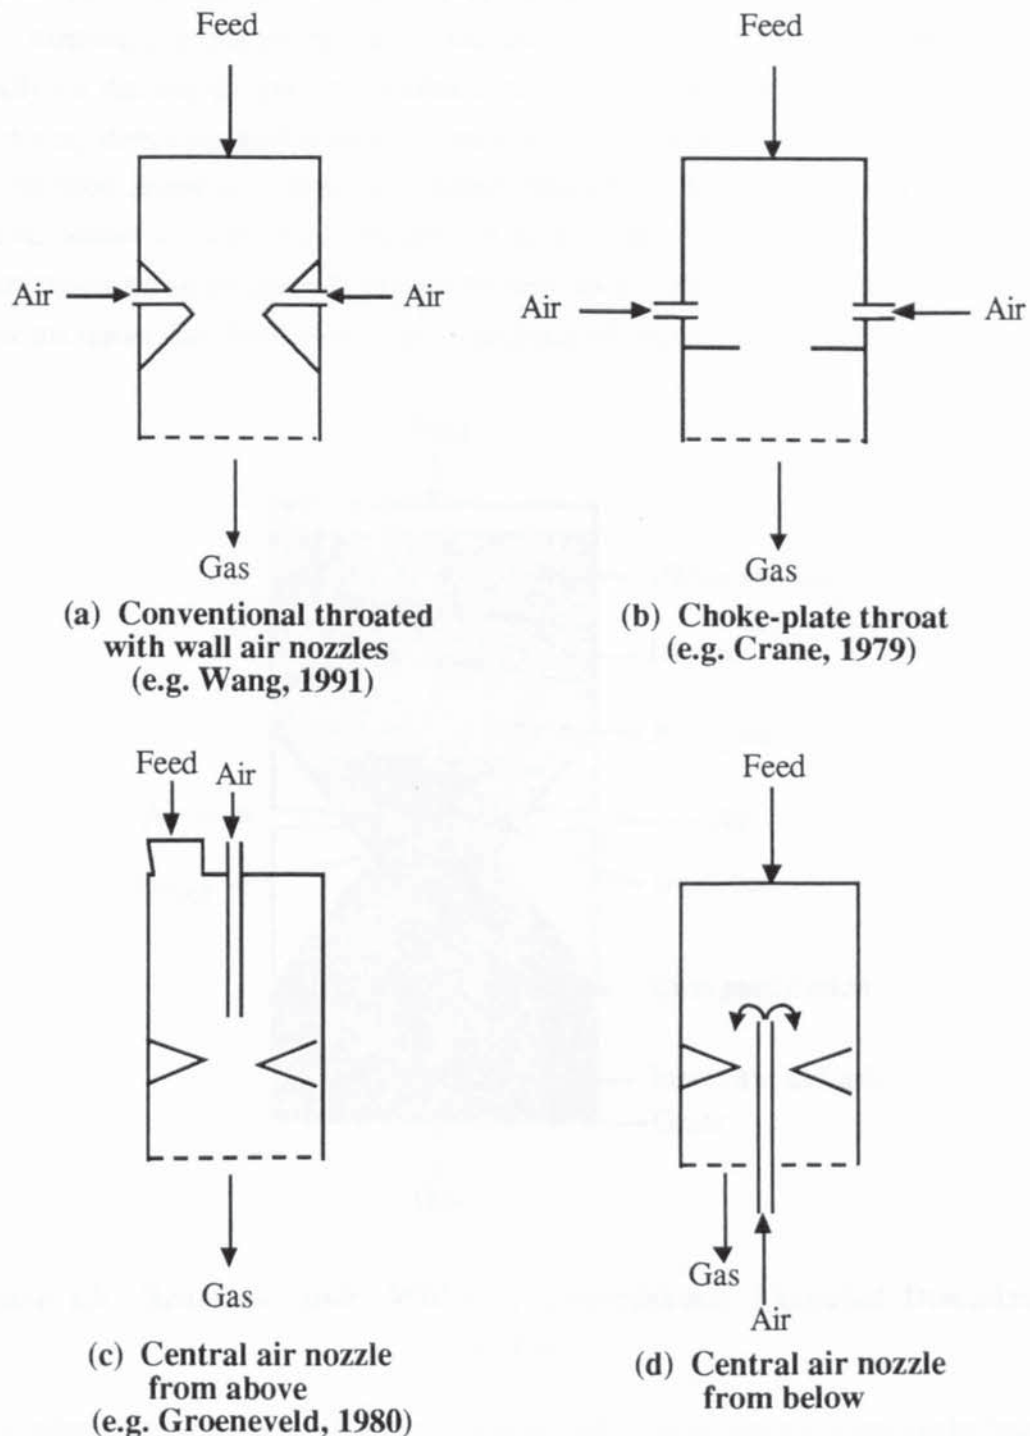 Feed
Air
Air
Gas
(a) Conventional throated
with wall air nozzles
(e.g. Wang, 1991)
Feed
Air
Air
Gas
(b) Choke-plate throat
(e.g. Crane, 1979)
Feed
Air
Gas
(c) Central air nozzle
from above
(e.g. Groeneveld, 1980)
Feed
Gas
Air
(d) Central air nozzle
from below